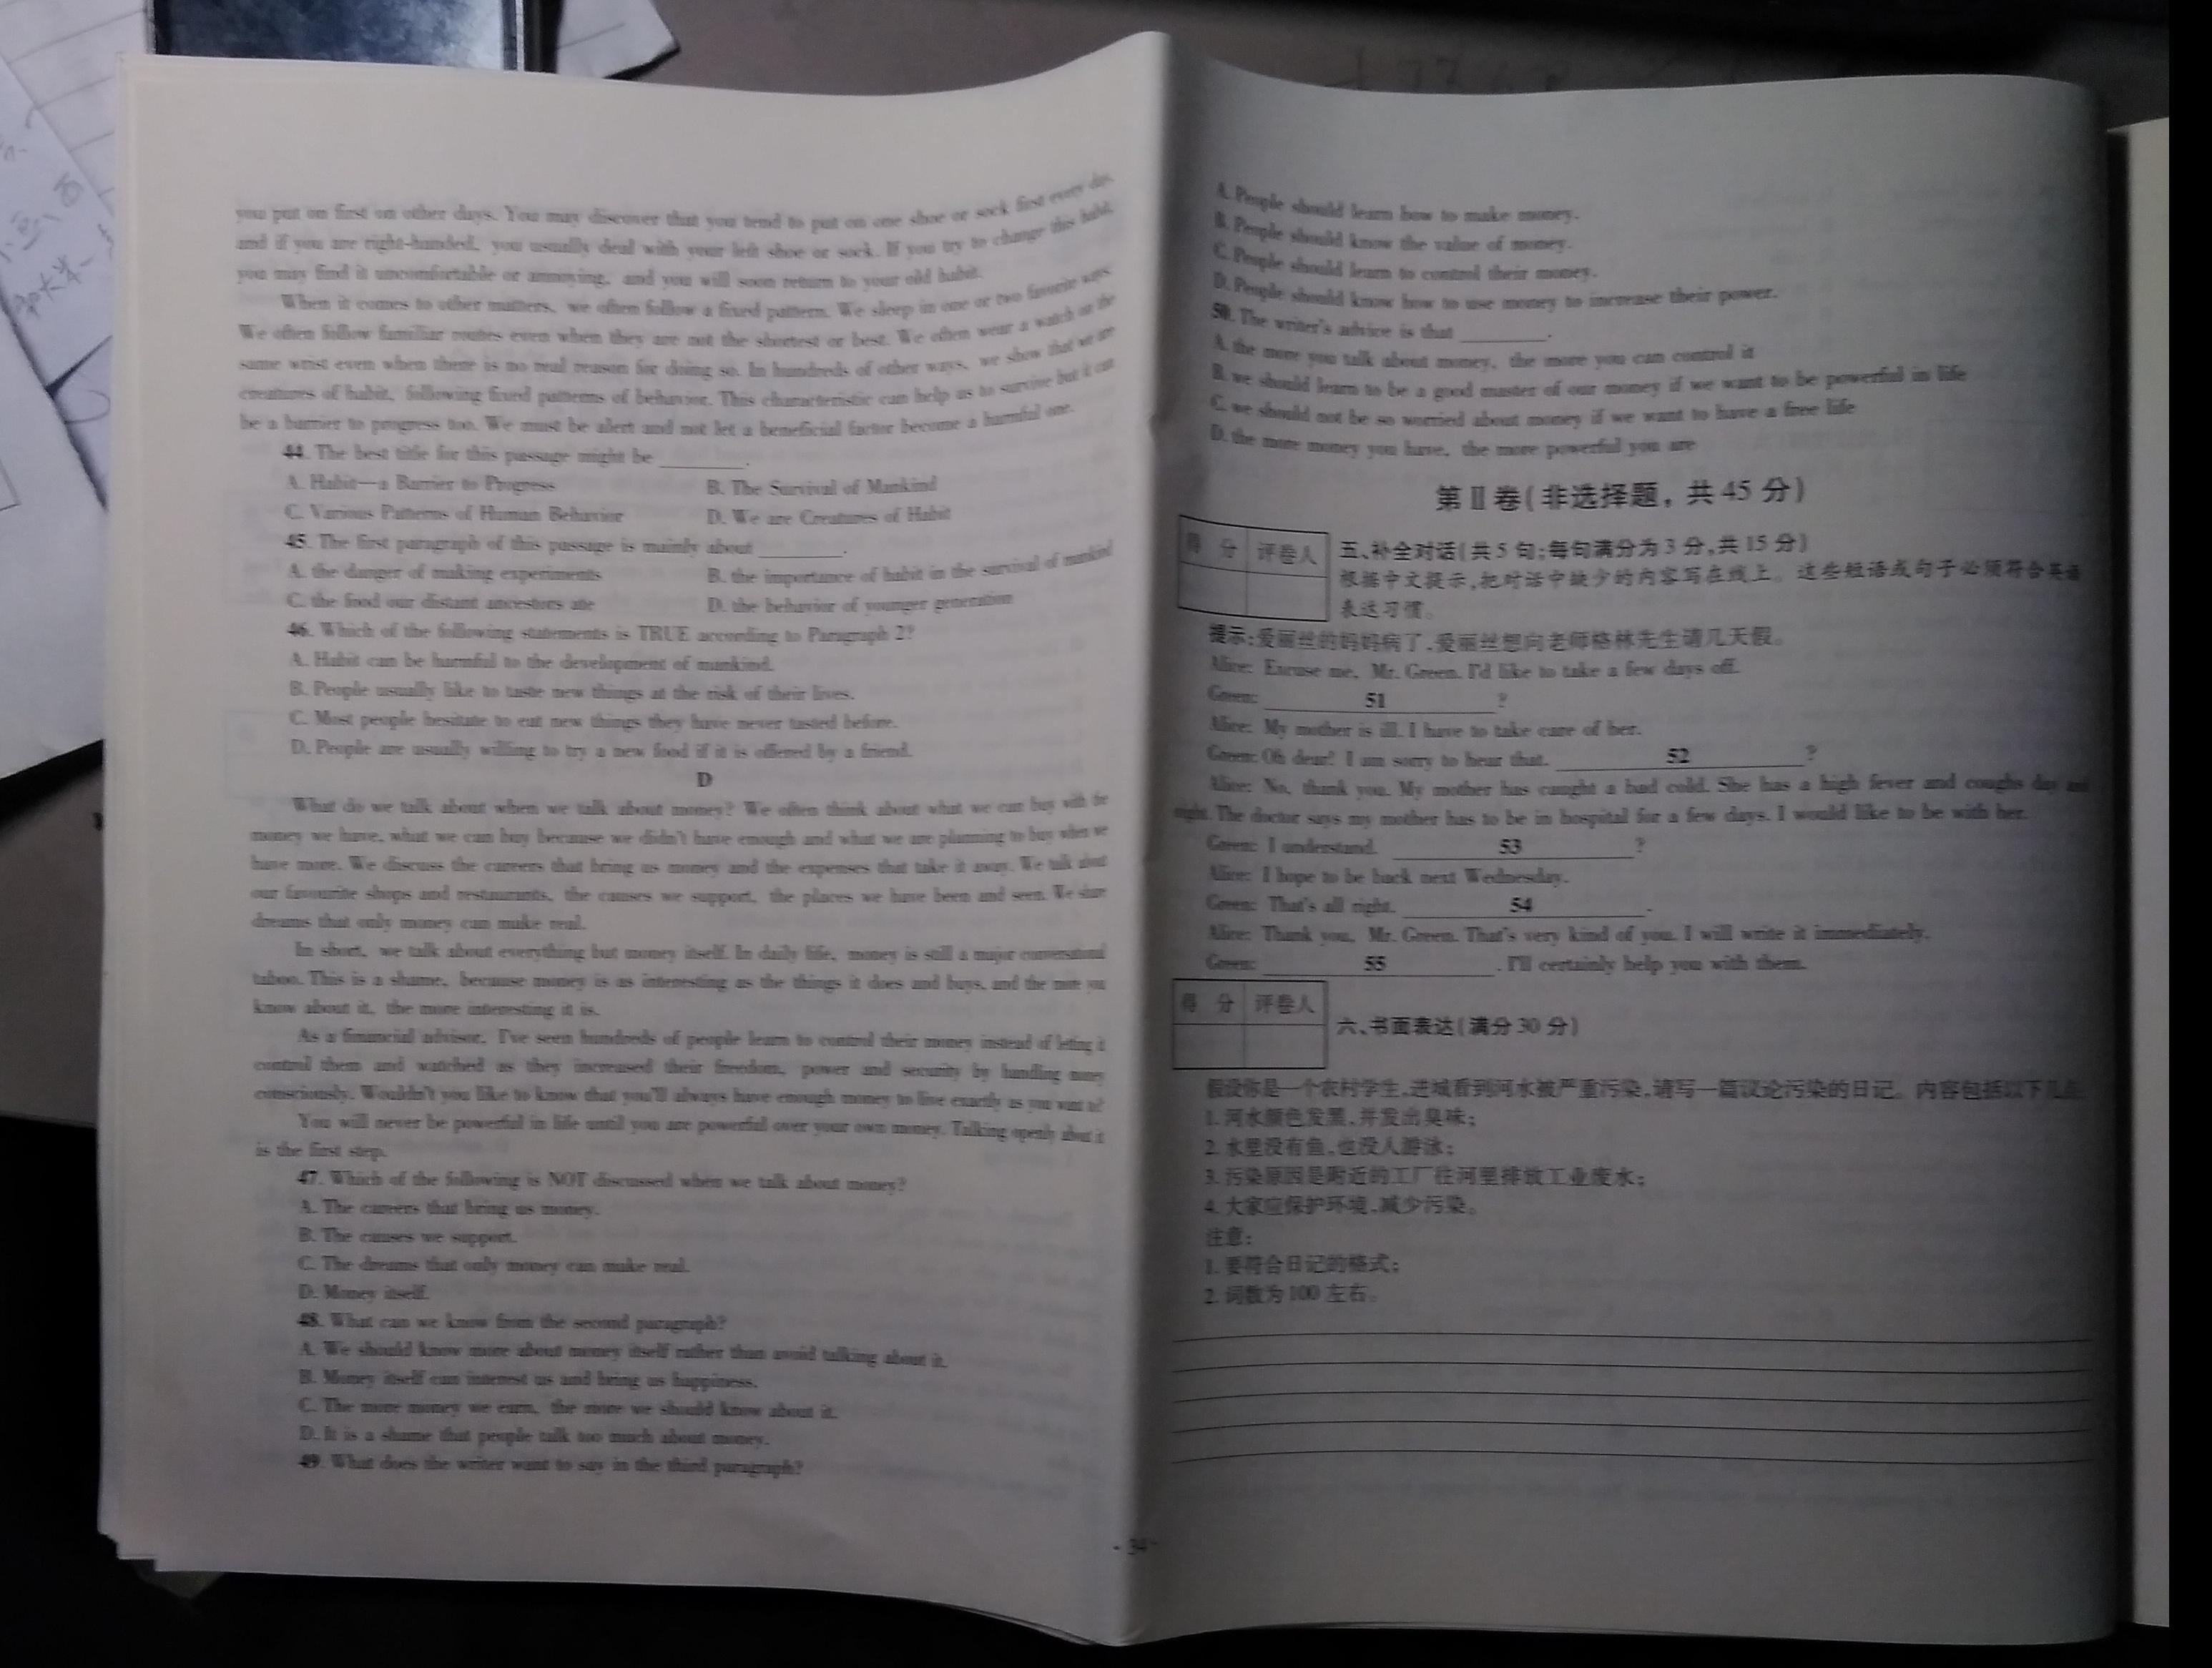 you put on first on other days. You may discover that you tend to put on one shoe or sock first every day,
and if you are right-handed, you usually deal with your left shoe or sock. If you try to change this habit,
you may find it uncomfortable or annoying, and you will soon return to your old habit.
When it comes to other matters, we often follow a fixed pattern. We sleep in one or two favorite ways.
We often follow familiar routes even when they are not the shortest or best. We often wear a watch on the
same wrist even when there is no real reason for doing so. In hundreds of other ways, we show that we are
creatures of habit, following fixed patterns of behavior. This characteristic can help us to survive but it can
be a barrier to progress too. We must be alert and not let a beneficial factor become a harmful one.
44. The best title for this passage might be ________.
A. Habit—a Barrier to Progress B. The Survival of Mankind
C. Various Patterns of Human Behavior D. We are Creatures of Habit
45. The first paragraph of this passage is mainly about ________.
A. the danger of making experiments B. the importance of habit in the survival of mankind
C. the food our distant ancestors ate D. the behavior of younger generation
46. Which of the following statements is TRUE according to Paragraph 2?
A. Habit can be harmful to the development of mankind.
B. People usually like to taste new things at the risk of their lives.
C. Most people hesitate to eat new things they have never tasted before.
D. People are usually willing to try a new food if it is offered by a friend.
D
What do we talk about when we talk about money? We often think about what we can buy with the
money we have, what we can buy because we didn't have enough and what we are planning to buy when we
have more. We discuss the careers that bring us money and the expenses that take it away. We talk about
our favourite shops and restaurants, the causes we support, the places we have been and seen. We share
dreams that only money can make real.
In short, we talk about everything but money itself. In daily life, money is still a major conversational
taboo. This is a shame, because money is as interesting as the things it does and buys, and the more you
know about it, the more interesting it is.
As a financial advisor, I've seen hundreds of people learn to control their money instead of leting it
control them and watched as they increased their freedom, power and security by handling money
consciously. Wouldn't you like to know that you'll always have enough money to live exactly as you want to?
You will never be powerful in life until you are powerful over your own money. Talking openly about it
is the first step.
47. Which of the following is NOT discussed when we talk about money?
A. The careers that bring us money.
B. The causes we support.
C. The dreams that only money can make real.
D. Money itself.
48. What can we know from the second paragraph?
A. We should know more about money itself rather than avoid talking about it.
B. Money itself can interest us and bring us happiness.
C. The more money we earn, the more we should know about it.
D. It is a shame that people talk too much about money.
49. What does the writer want to say in the third paragraph?
A. People should learn how to make money.
B. People should know the value of money.
C. People should learn to control their money.
D. People should know how to use money to increase their power.
50. The writer's advice is that ________.
A. the more you talk about money, the more you can control it
B. we should learn to be a good master of our money if we want to be powerful in life
C. we should not be so worried about money if we want to have a free life
D. the more money you have, the more powerful you are
第Ⅱ卷(非选择题，共45分)
得 分 评卷人
五、补全对话(共5句;每句满分为3分,共15分)
根据中文提示,把对话中缺少的内容写在线上。这些短语或句子必须符合英语
表达习惯。
提示:爱丽丝的妈妈病了,爱丽丝想向老师格林先生请几天假。
Alice: Excuse me, Mr. Green. I'd like to take a few days off.
Green: 51 ?
Alice: My mother is ill. I have to take care of her.
Green: Oh dear! I am sorry to hear that. 52 ?
Alice: No, thank you. My mother has caught a bad cold. She has a high fever and coughs day and
night. The doctor says my mother has to be in hospital for a few days. I would like to be with her.
Green: I understand. 53 ?
Alice: I hope to be back next Wednesday.
Green: That's all right. 54 .
Alice: Thank you, Mr. Green. That's very kind of you. I will write it immediately.
Green: 55 . I'll certainly help you with them.
得 分 评卷人
六、书面表达(满分30分)
假设你是一个农村学生,进城看到河水被严重污染,请写一篇议论污染的日记。内容包括以下几点:
1. 河水颜色发黑,并发出臭味;
2. 水里没有鱼,也没人游泳;
3. 污染原因是附近的工厂往河里排放工业废水;
4. 大家应保护环境,减少污染。
注意:
1. 要符合日记的格式;
2. 词数为100左右。
- 34 -